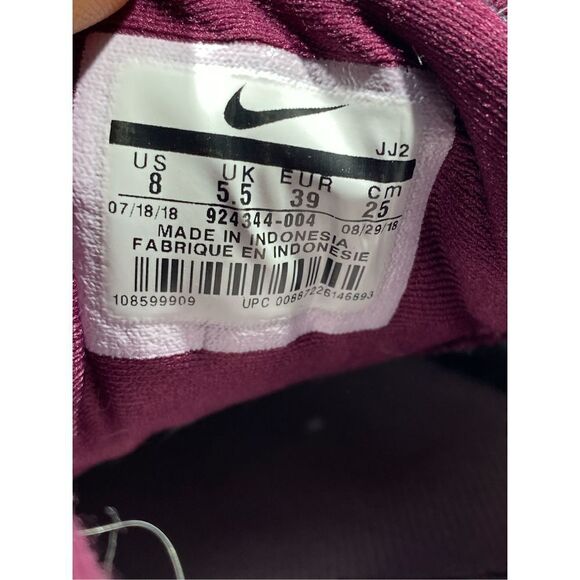 JJ2
US UK EUR cm
8 5.5 39 25
07/18/18 924344-004 08/29/18
MADE IN INDONESIA
FABRIQUE EN INDONESIE
108599909 UPC 00887226146893